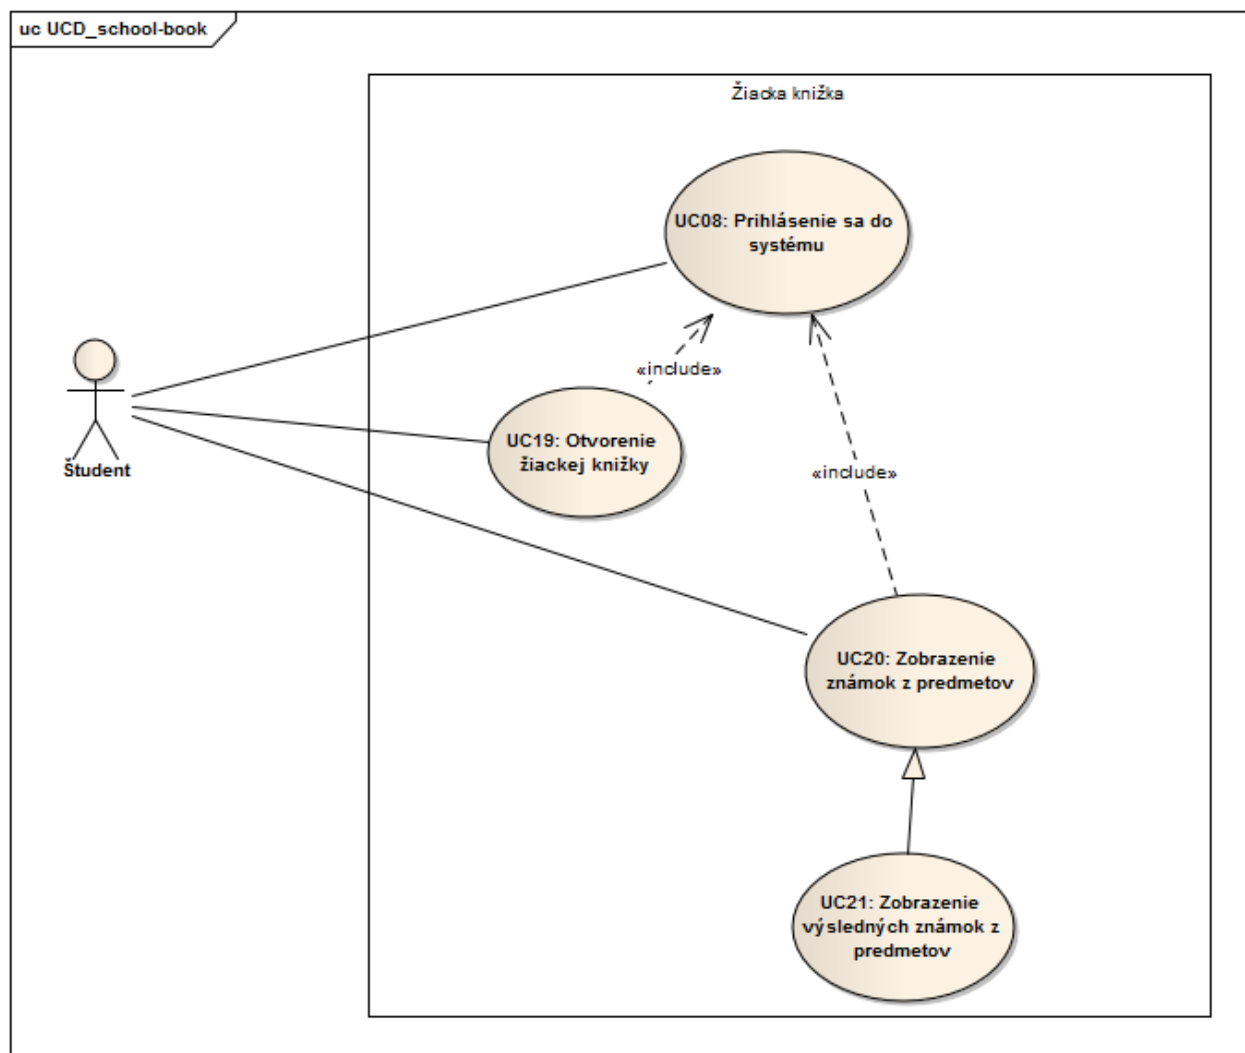 uc UCD_school-book
Žiacka knižka
UC08: Prihlásenie sa do
systému
«include»
UC19: Otvorenie
žiackej knižky
Študent
«include»
UC20: Zobrazenie
známok z predmetov
UC21: Zobrazenie
výsledných známok z
predmetov